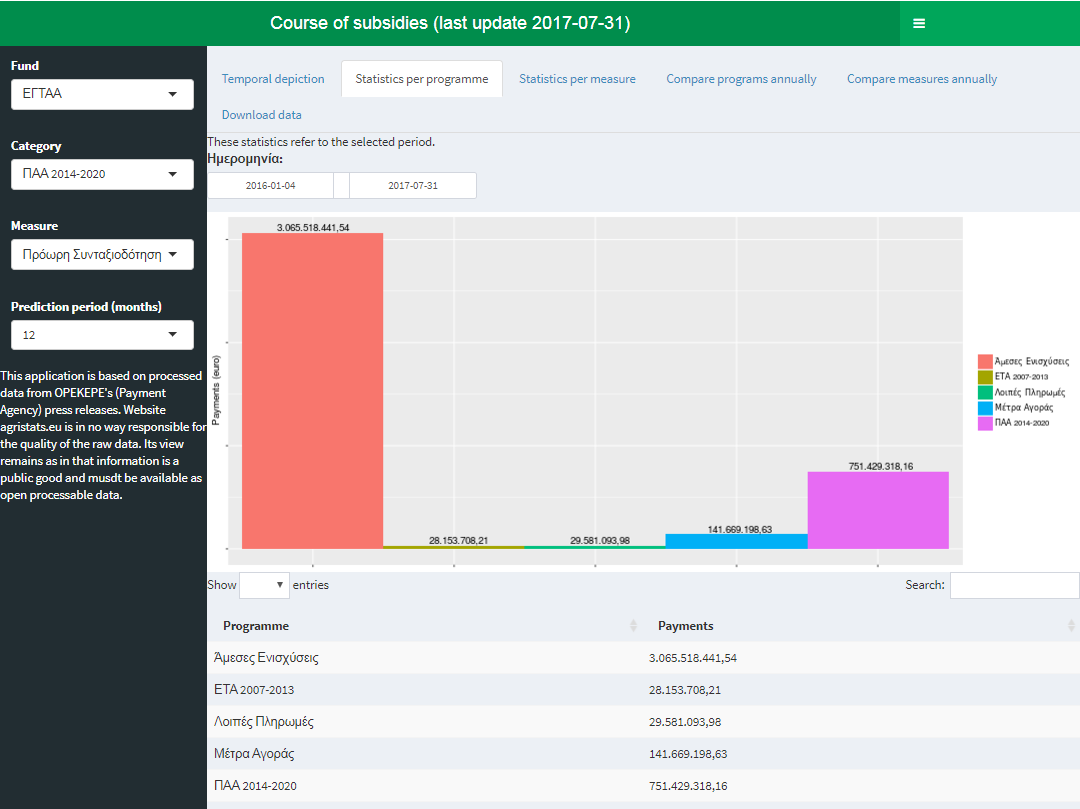 Course of subsidies (last update 2017-07-31)
Fund
ΕΓΤΑΑ
Category
ΠΑΑ 2014-2020
Measure
Πρόωρη Συνταξιοδότηση
Prediction period (months)
12
This application is based on processed
data from OPEKEPE's (Payment
Agency) press releases. Website
agristats.eu is in no way responsible for
the quality of the raw data. Its view
remains as in that information is a
public good and musdt be available as
open processable data.
Temporal depiction
Statistics per programme
Statistics per measure
Compare programs annually
Compare measures annually
Download data
These statistics refer to the selected period.
Ημερομηνία:
2016-01-04
2017-07-31
Payments (euro)
3.065.518.441,54
28.153.708,21
29.581.093,98
141.669.198,63
751.429.318,16
Άμεσες Ενισχύσεις
ΕΤΑ 2007-2013
Λοιπές Πληρωμές
Μέτρα Αγοράς
ΠΑΑ 2014-2020
Show entries
Search:
Programme Payments
Άμεσες Ενισχύσεις 3.065.518.441,54
ΕΤΑ 2007-2013 28.153.708,21
Λοιπές Πληρωμές 29.581.093,98
Μέτρα Αγοράς 141.669.198,63
ΠΑΑ 2014-2020 751.429.318,16